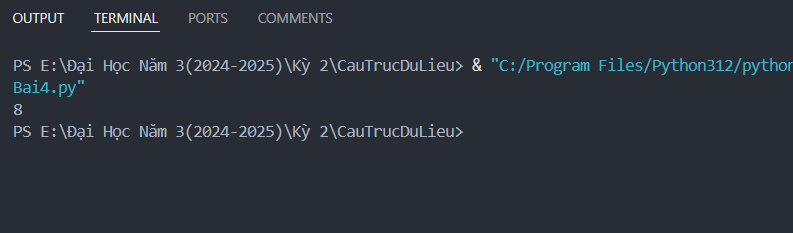 OUTPUT TERMINAL PORTS COMMENTS
PS E:\Đại Học Năm 3(2024-2025)\Kỳ 2\CauTrucDuLieu> & "C:/Program Files/Python312/python
Bai4.py"
8
PS E:\Đại Học Năm 3(2024-2025)\Kỳ 2\CauTrucDuLieu>